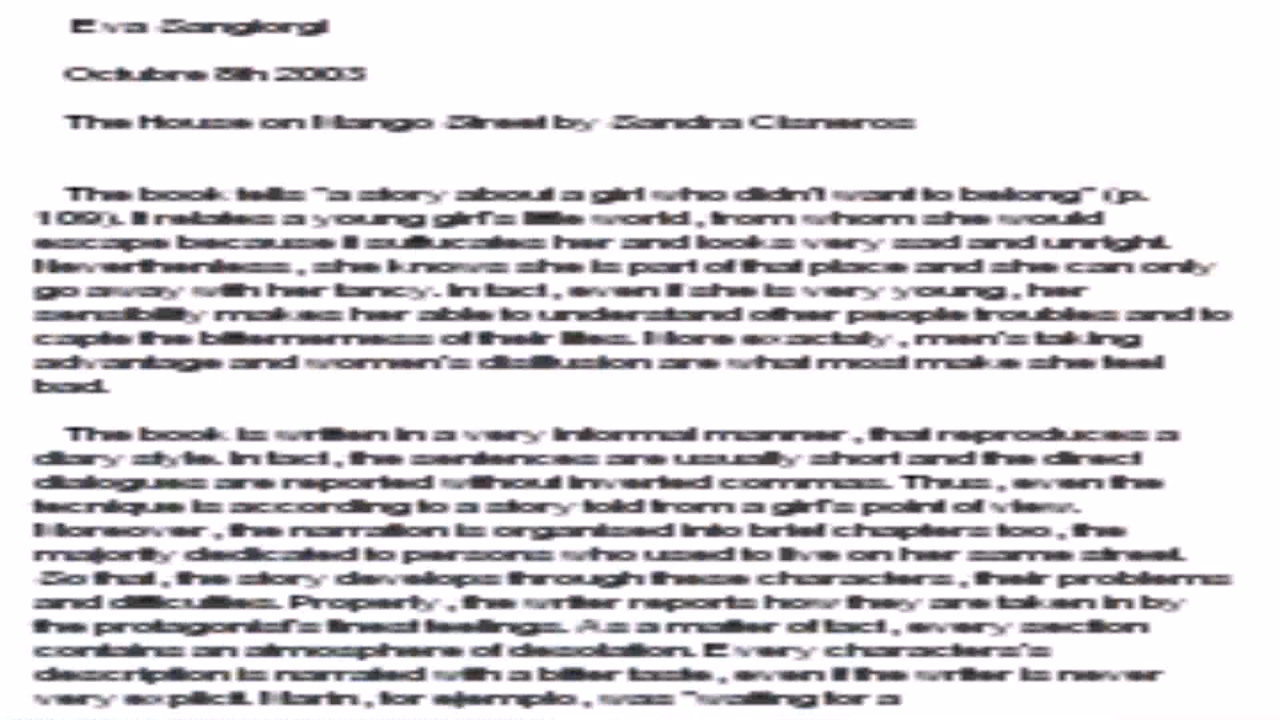 Eva Sangiorgi
Octubre 8th 2003
The House on Mango Street by Sandra Cisneros
The book tells "a story about a girl who didn't want to belong" (p.
109). It relates a young girl's little world, from whom she would
escape because it suffucates her and looks very sad and unright.
Neverthenless, she knows she is part of that place and she can only
go away with her fancy. In fact, even if she is very young, her
sensibility makes her able to understand other people troubles and to
capte the bitternerness of their lifes. More exactaly, men's taking
advantage and women's disillusion are what most make she feel
bad.
The book is written in a very informal manner, that reproduces a
diary style. In fact, the sentences are usually short and the direct
dialogues are reported without inverted commas. Thus, even the
tecnique is according to a story told from a girl's point of view.
Moreover, the narration is organised into brief chapters too, the
majority dedicated to persons who used to live on her same street.
So that, the story develops through these characters, their problems
and difficulties. Properly, the writer reports how they are taken in by
the protagonist's finest feelings. As a matter of fact, every section
contains an atmosphere of desolation. Every characters's
description is narrated with a bitter taste, even if the writer is never
very explicit. Marin, for ejemplo, was "waiting for a